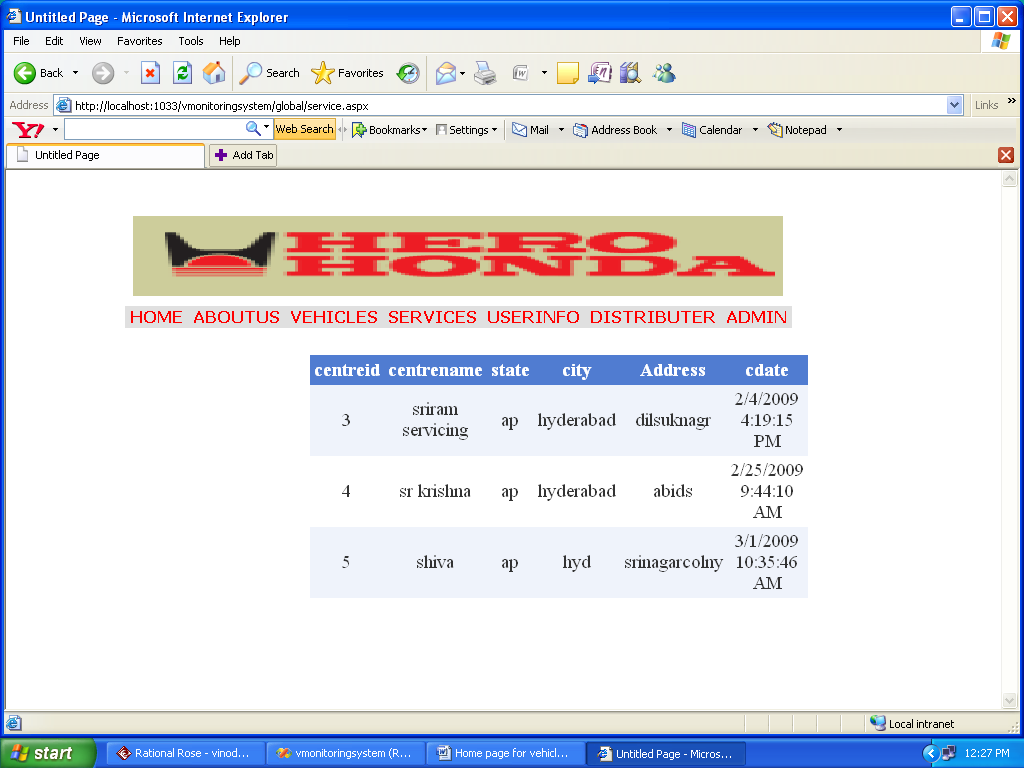 Untitled Page - Microsoft Internet Explorer
File Edit View Favorites Tools Help
Back Search Favorites
Address http://localhost:1033/vmonitoringsystem/global/service.aspx Links »
Y! Web Search Bookmarks Settings Mail Address Book Calendar Notepad
Untitled Page Add Tab
HERO
HONDA
HOME ABOUTUS VEHICLES SERVICES USERINFO DISTRIBUTER ADMIN
centreid centrename state city Address cdate
3 sriram servicing ap hyderabad dilsuknagr 2/4/2009 4:19:15 PM
4 sr krishna ap hyderabad abids 2/25/2009 9:44:10 AM
5 shiva ap hyd srinagarcolny 3/1/2009 10:35:46 AM
Local intranet
start Rational Rose - vinod... vmonitoringsystem (R... Home page for vehicl... Untitled Page - Micros... 12:27 PM